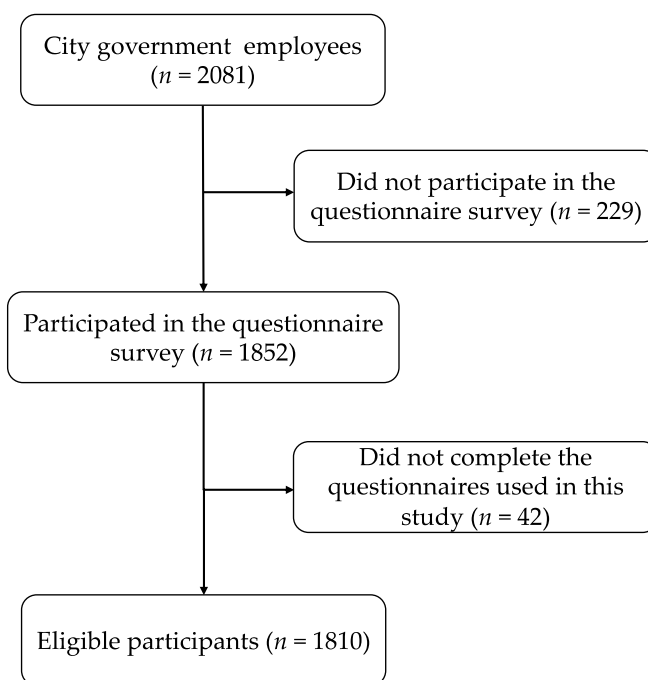 City government employees
(n = 2081)
Did not participate in the
questionnaire survey (n = 229)
Participated in the questionnaire
survey (n = 1852)
Did not complete the
questionnaires used in this
study (n = 42)
Eligible participants (n = 1810)